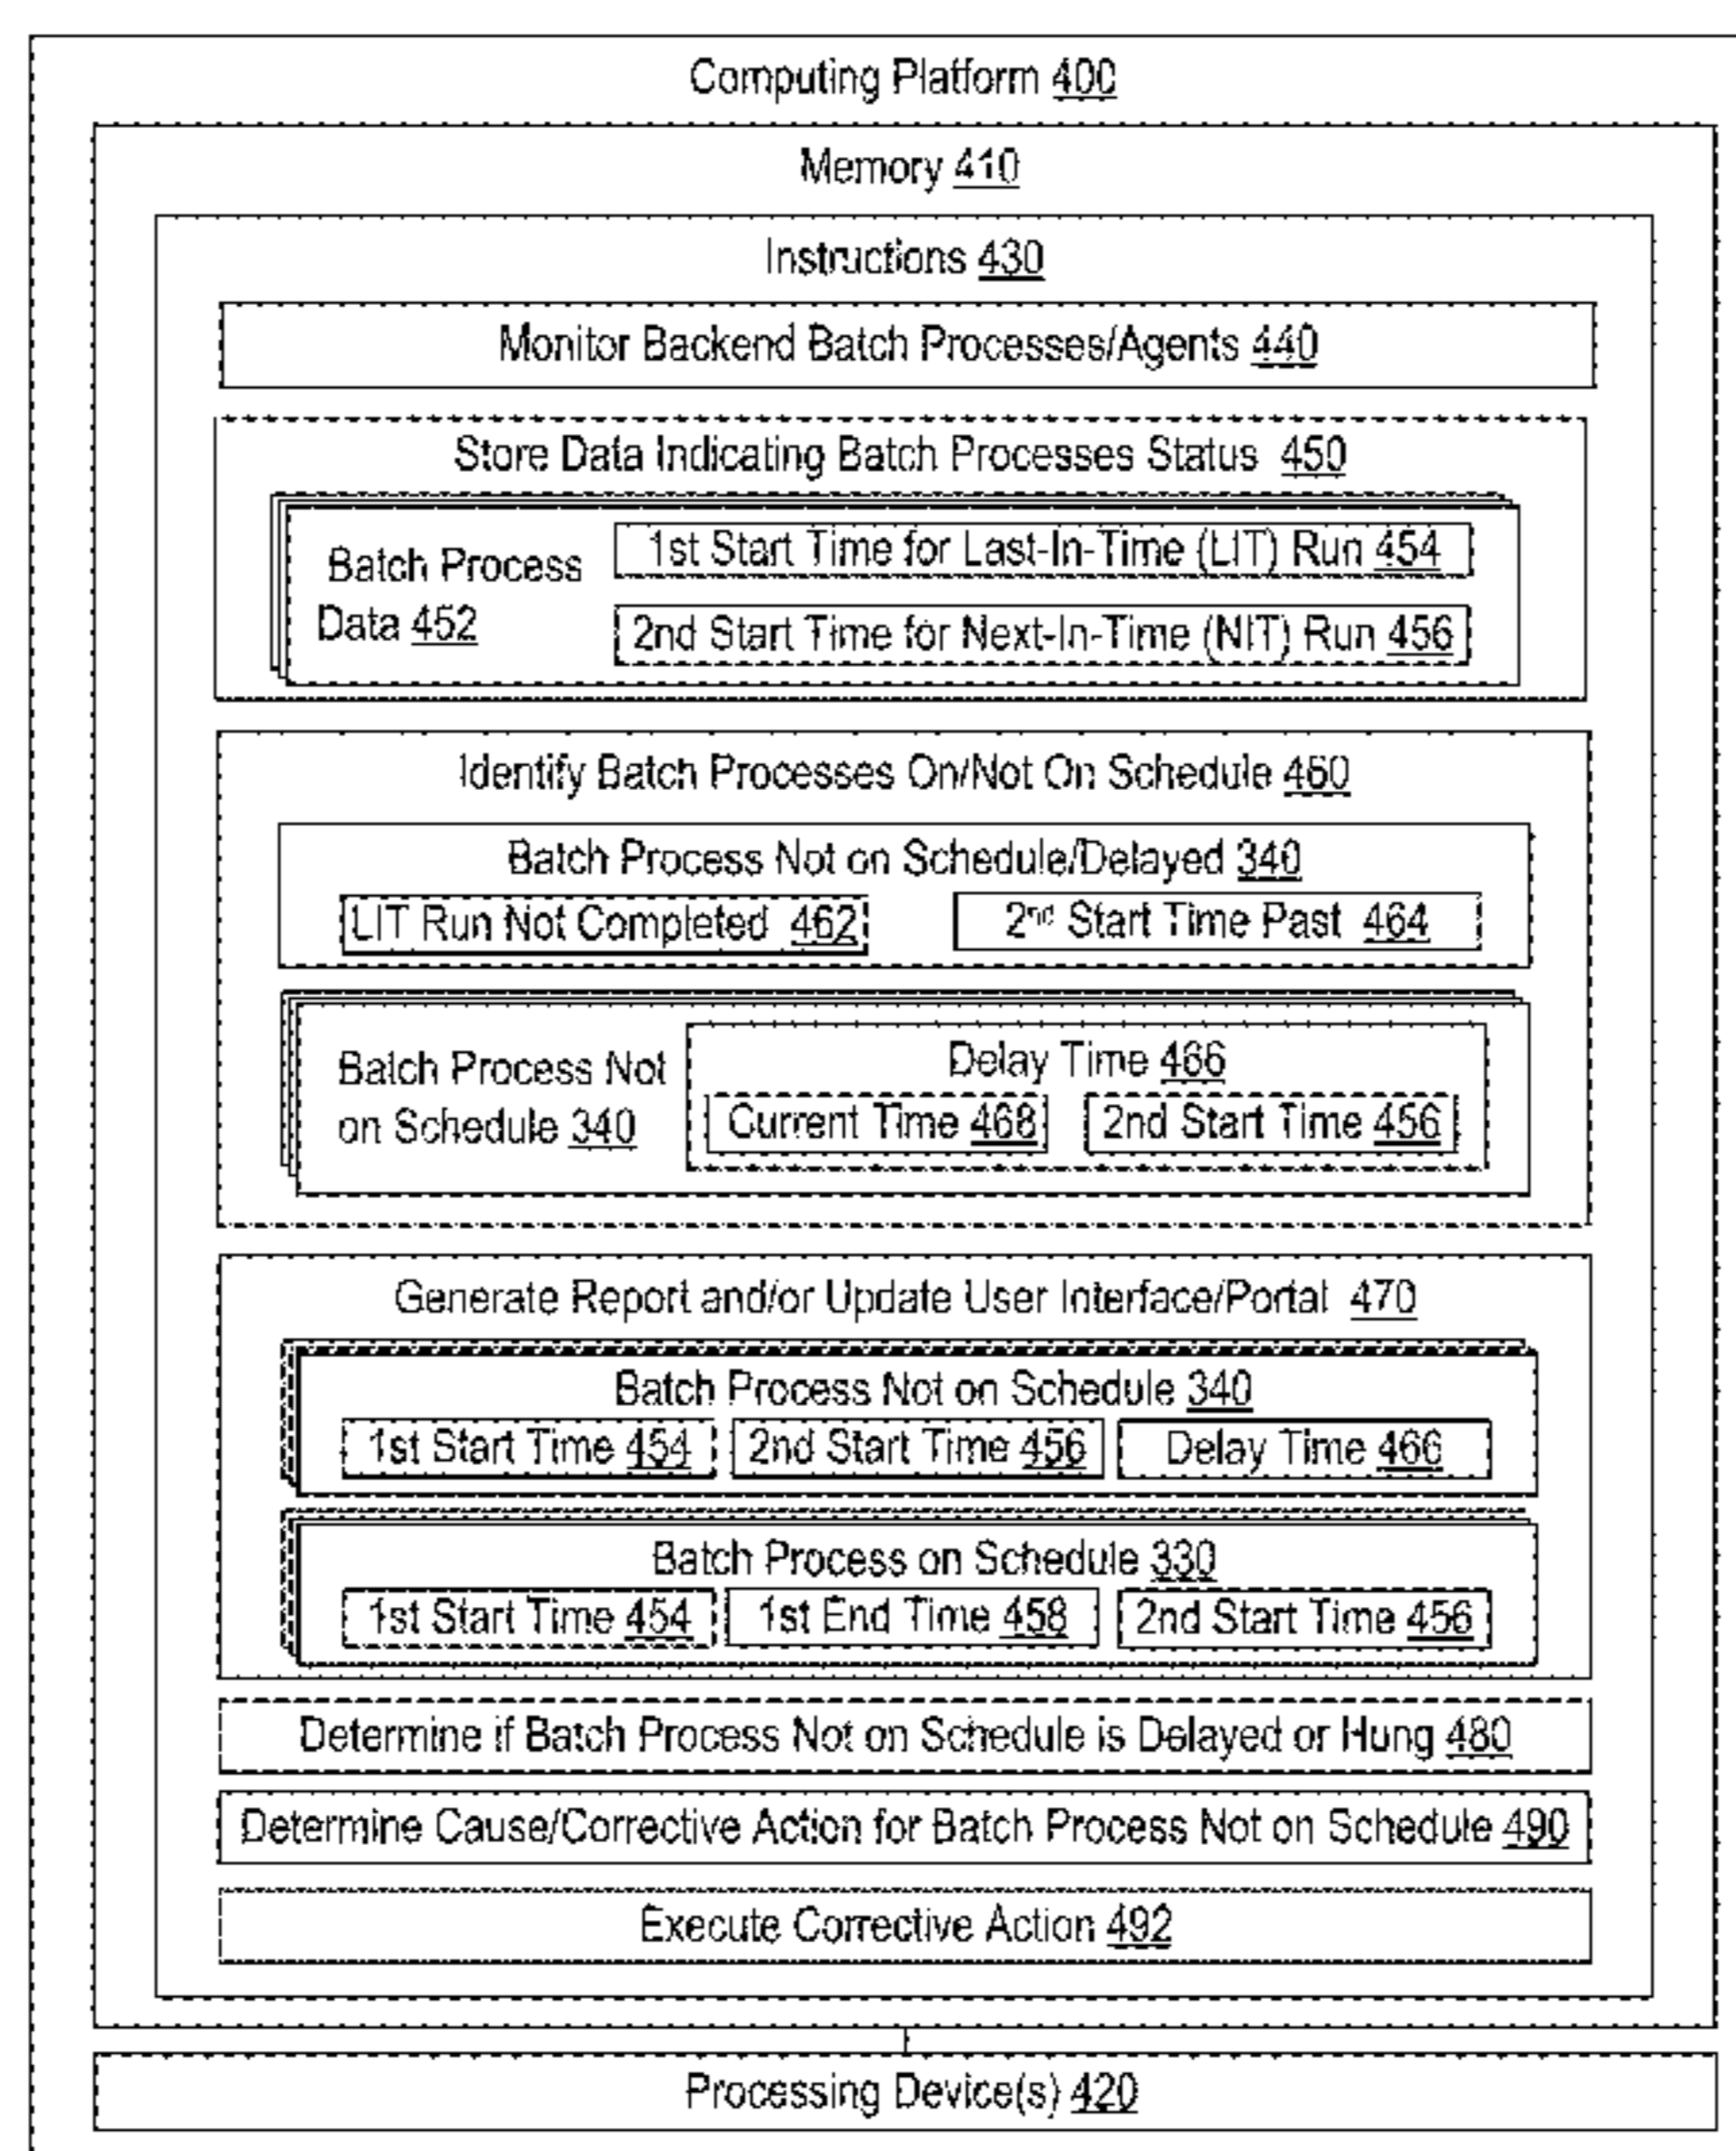 Computing Platform 400
Memory 410
Instructions 430
Monitor Backend Batch Processes/Agents 440
Store Data Indicating Batch Processes Status 450
Batch Process
Data 452
1st Start Time for Last-In-Time (LIT) Run 454
2nd Start Time for Next-In-Time (NIT) Run 456
Identify Batch Processes On/Not On Schedule 460
Batch Process Not on Schedule/Delayed 340
LIT Run Not Completed 462
2nd Start Time Past 464
Batch Process Not
on Schedule 340
Delay Time 466
Current Time 468
2nd Start Time 456
Generate Report and/or Update User Interface/Portal 470
Batch Process Not on Schedule 340
1st Start Time 454
2nd Start Time 456
Delay Time 466
Batch Process on Schedule 330
1st Start Time 454
1st End Time 458
2nd Start Time 456
Determine if Batch Process Not on Schedule is Delayed or Hung 480
Determine Cause/Corrective Action for Batch Process Not on Schedule 490
Execute Corrective Action 492
Processing Device(s) 420